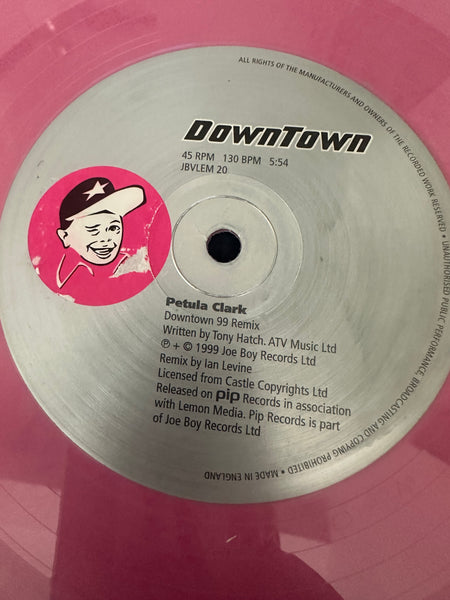 DownTown
45 RPM 130 BPM 5:54
JBVLEM 20
Petula Clark
Downtown 99 Remix
Written by Tony Hatch. ATV Music Ltd
℗ + © 1999 Joe Boy Records Ltd
Remix by Ian Levine
Licensed from Castle Copyrights Ltd
Released on pip Records in association
with Lemon Media. Pip Records is part
of Joe Boy Records Ltd
ALL RIGHTS OF THE MANUFACTURERS AND OWNERS OF THE RECORDED WORK RESERVED • UNAUTHORISED PUBLIC PERFORMANCE, BROADCASTING AND COPYING PROHIBITED • MADE IN ENGLAND